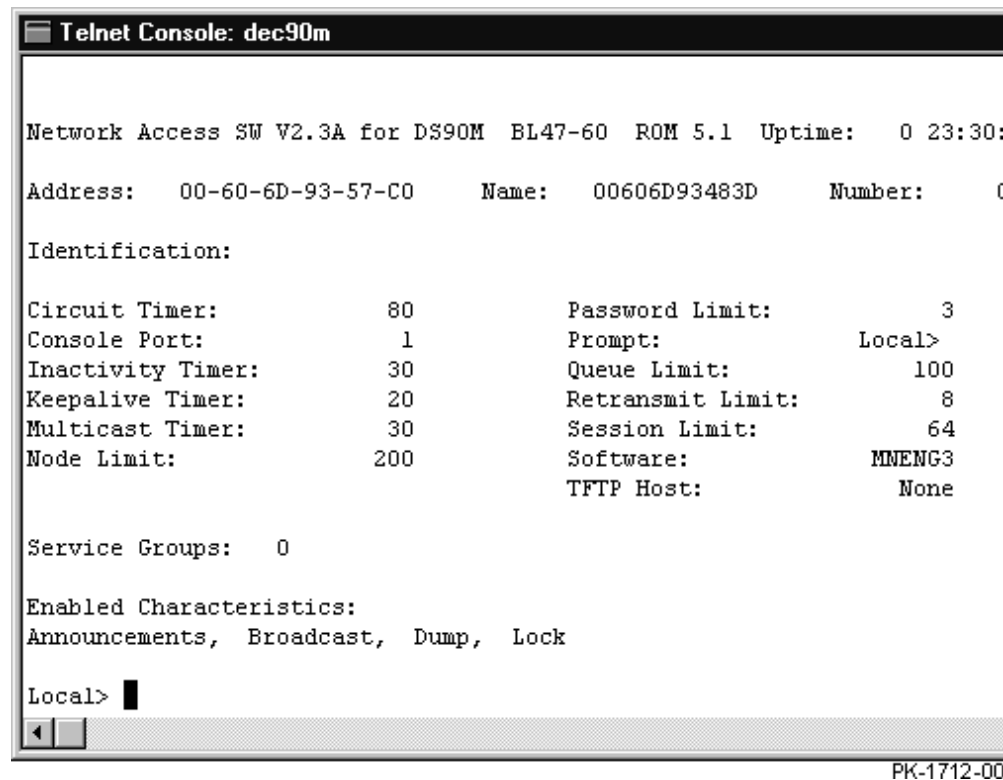 Telnet Console: dec90m
Network Access SW V2.3A for DS90M BL47-60 ROM 5.1 Uptime: 0 23:30:
Address: 00-60-6D-93-57-C0 Name: 00606D93483D Number: 0
Identification:
Circuit Timer: 80 Password Limit: 3
Console Port: 1 Prompt: Local>
Inactivity Timer: 30 Queue Limit: 100
Keepalive Timer: 20 Retransmit Limit: 8
Multicast Timer: 30 Session Limit: 64
Node Limit: 200 Software: MNENG3
TFTP Host: None
Service Groups: 0
Enabled Characteristics:
Announcements, Broadcast, Dump, Lock
Local>
PK-1712-00